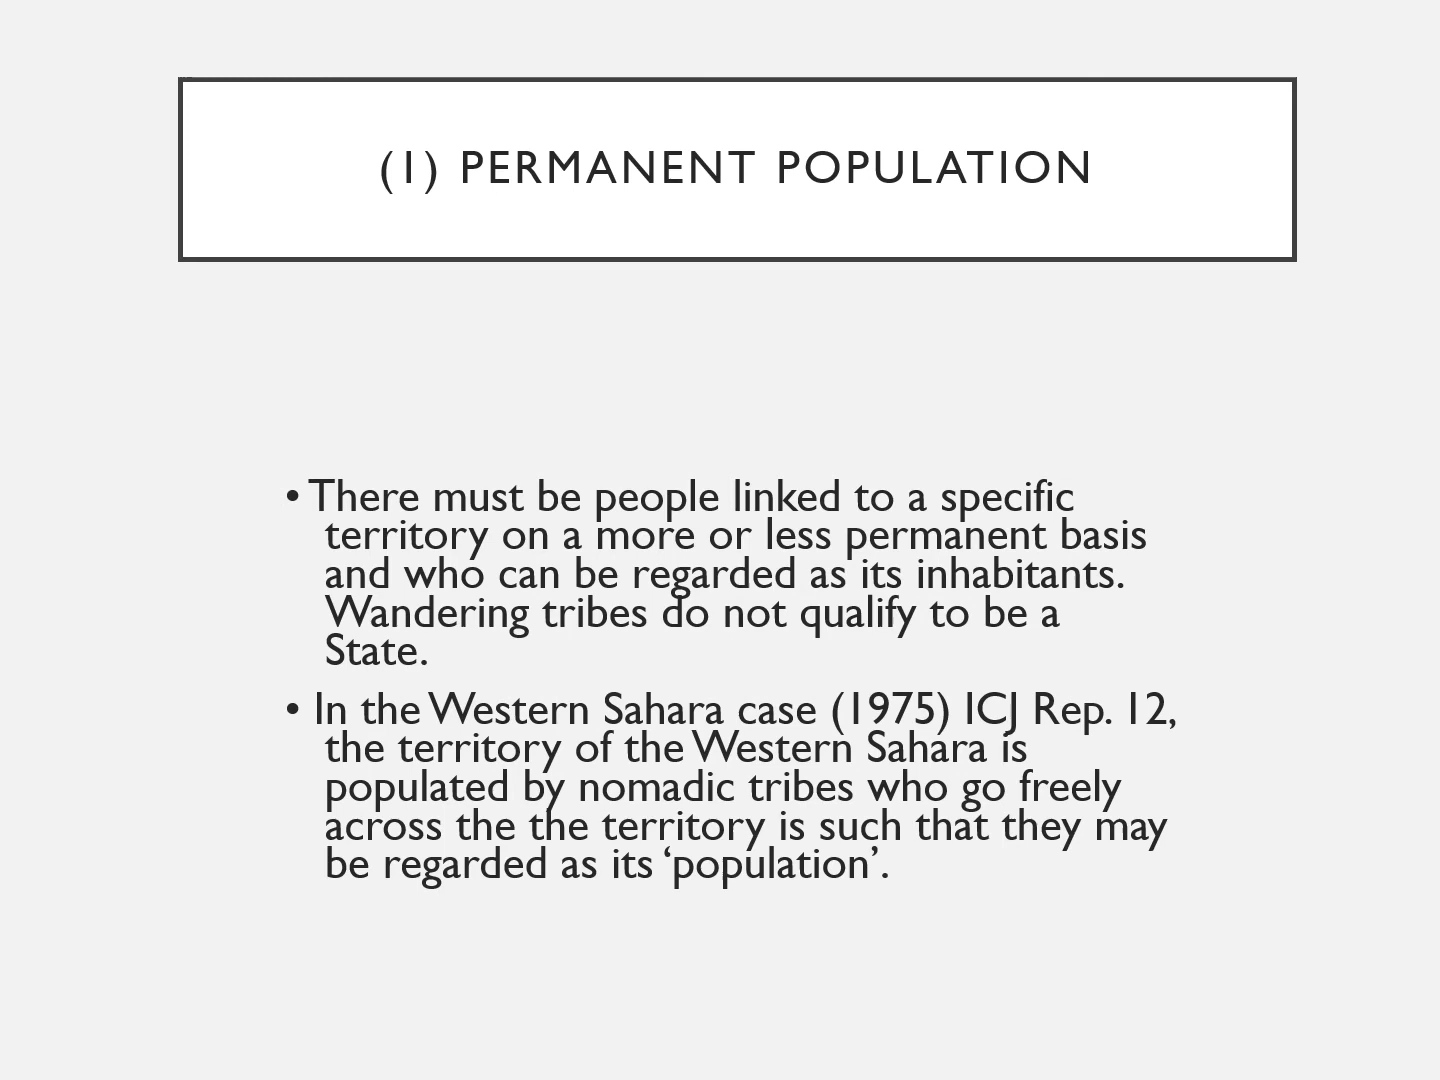 (1) PERMANENT POPULATION
• There must be people linked to a specific
territory on a more or less permanent basis
and who can be regarded as its inhabitants.
Wandering tribes do not qualify to be a
State.
• In the Western Sahara case (1975) ICJ Rep. 12,
the territory of the Western Sahara is
populated by nomadic tribes who go freely
across the the territory is such that they may
be regarded as its ‘population’.